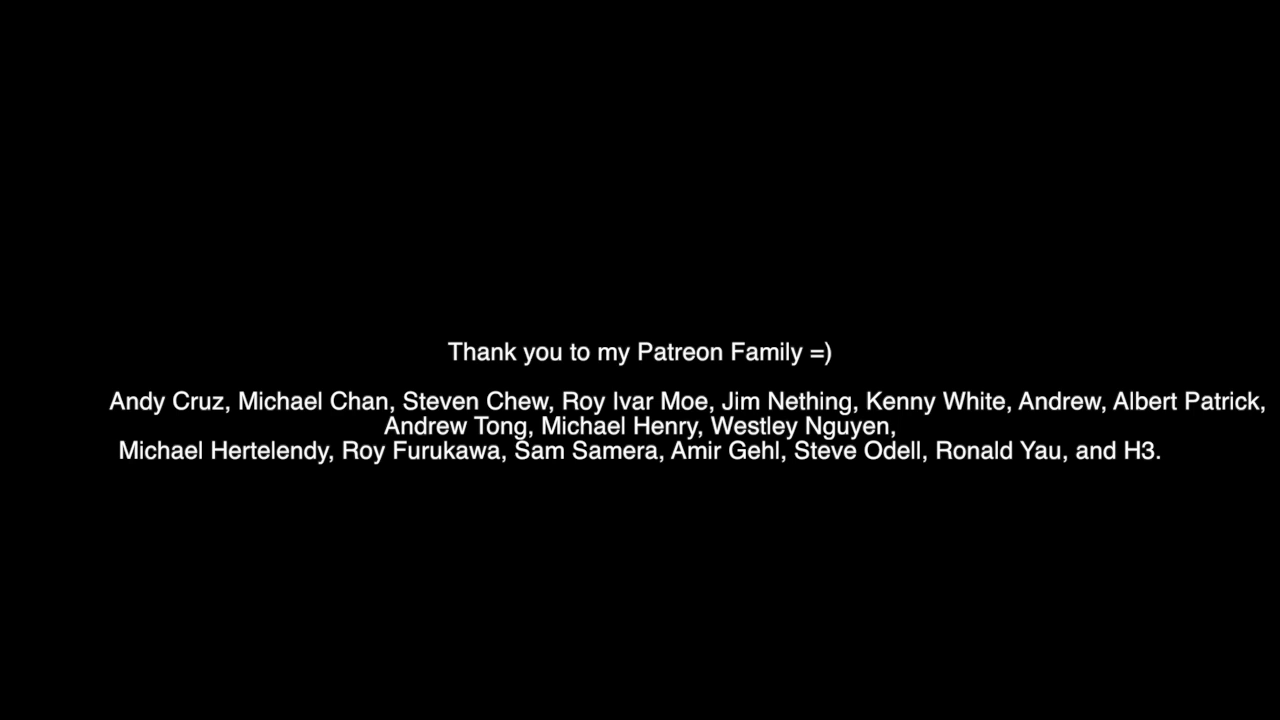 Thank you to my Patreon Family =)
Andy Cruz, Michael Chan, Steven Chew, Roy Ivar Moe, Jim Nething, Kenny White, Andrew, Albert Patrick,
Andrew Tong, Michael Henry, Westley Nguyen,
Michael Hertelendy, Roy Furukawa, Sam Samera, Amir Gehl, Steve Odell, Ronald Yau, and H3.